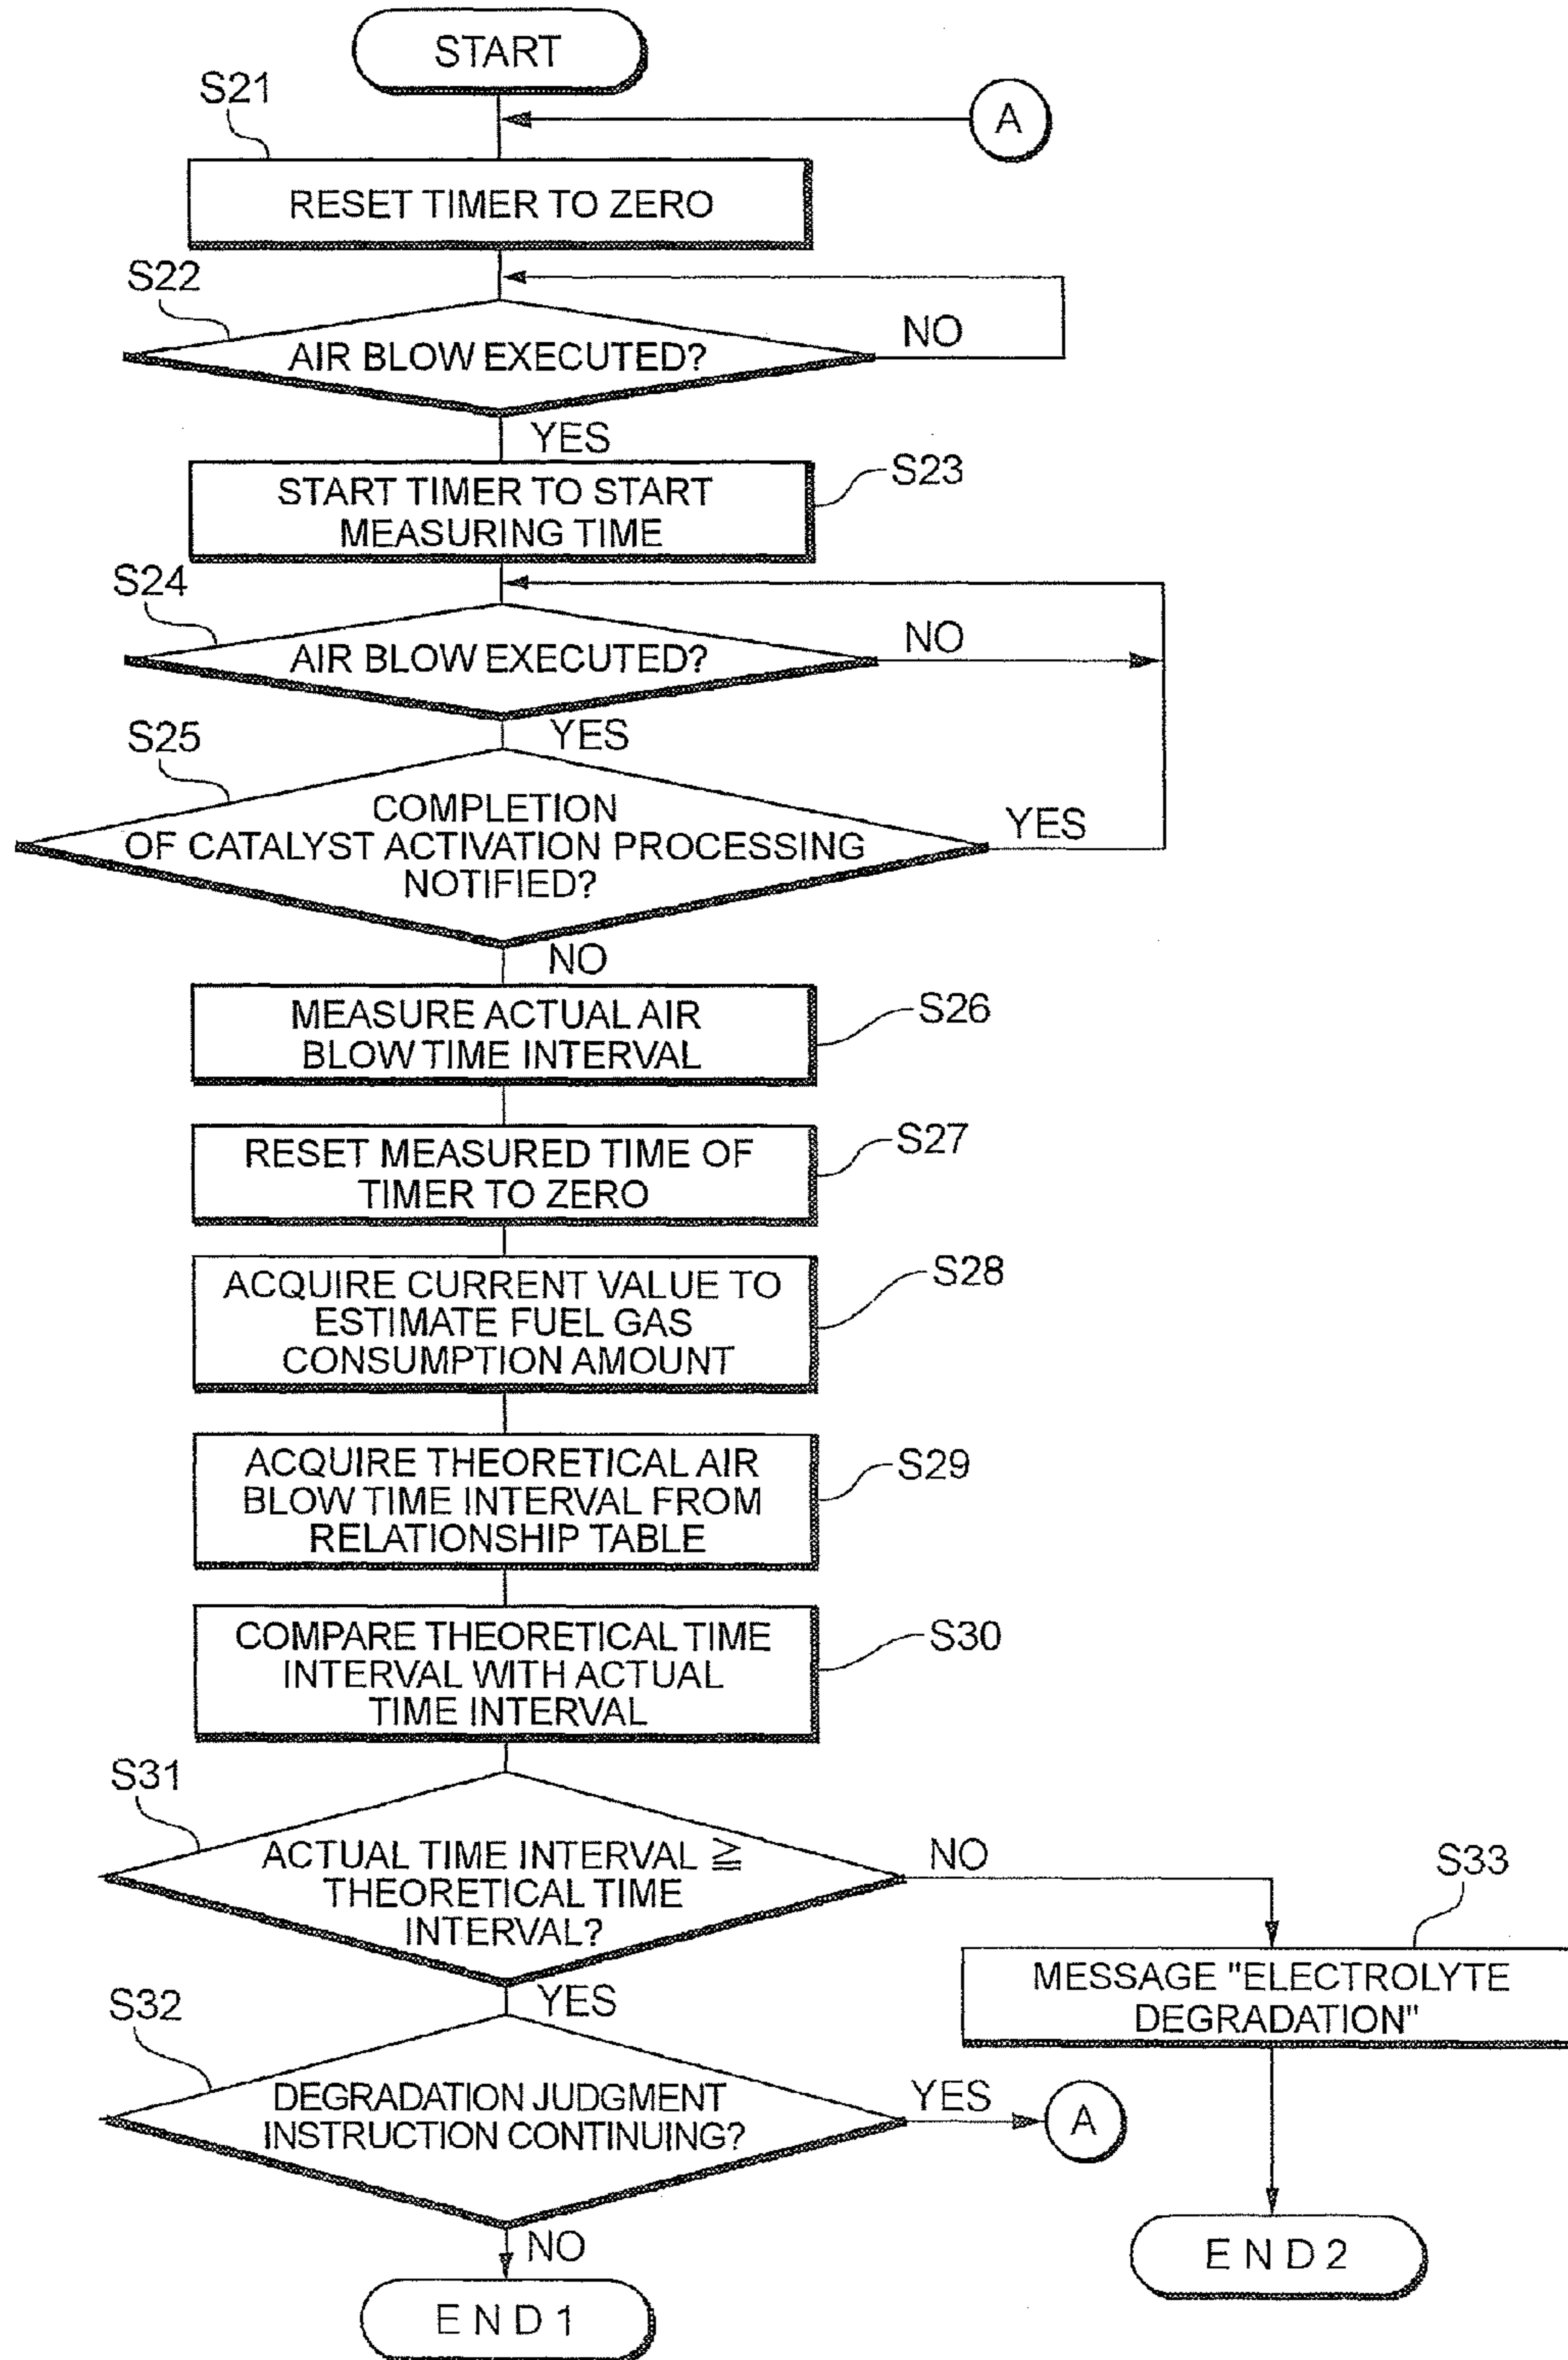 START
A
S21
RESET TIMER TO ZERO
S22
AIR BLOW EXECUTED?
NO
YES
S23
START TIMER TO START
MEASURING TIME
S24
AIR BLOW EXECUTED?
NO
YES
S25
COMPLETION
OF CATALYST ACTIVATION PROCESSING
NOTIFIED?
YES
NO
S26
MEASURE ACTUAL AIR
BLOW TIME INTERVAL
S27
RESET MEASURED TIME OF
TIMER TO ZERO
S28
ACQUIRE CURRENT VALUE TO
ESTIMATE FUEL GAS
CONSUMPTION AMOUNT
S29
ACQUIRE THEORETICAL AIR
BLOW TIME INTERVAL FROM
RELATIONSHIP TABLE
S30
COMPARE THEORETICAL TIME
INTERVAL WITH ACTUAL
TIME INTERVAL
S31
ACTUAL TIME INTERVAL ≧
THEORETICAL TIME
INTERVAL?
NO
YES
S33
MESSAGE "ELECTROLYTE
DEGRADATION"
S32
DEGRADATION JUDGMENT
INSTRUCTION CONTINUING?
YES
A
NO
END 2
END 1